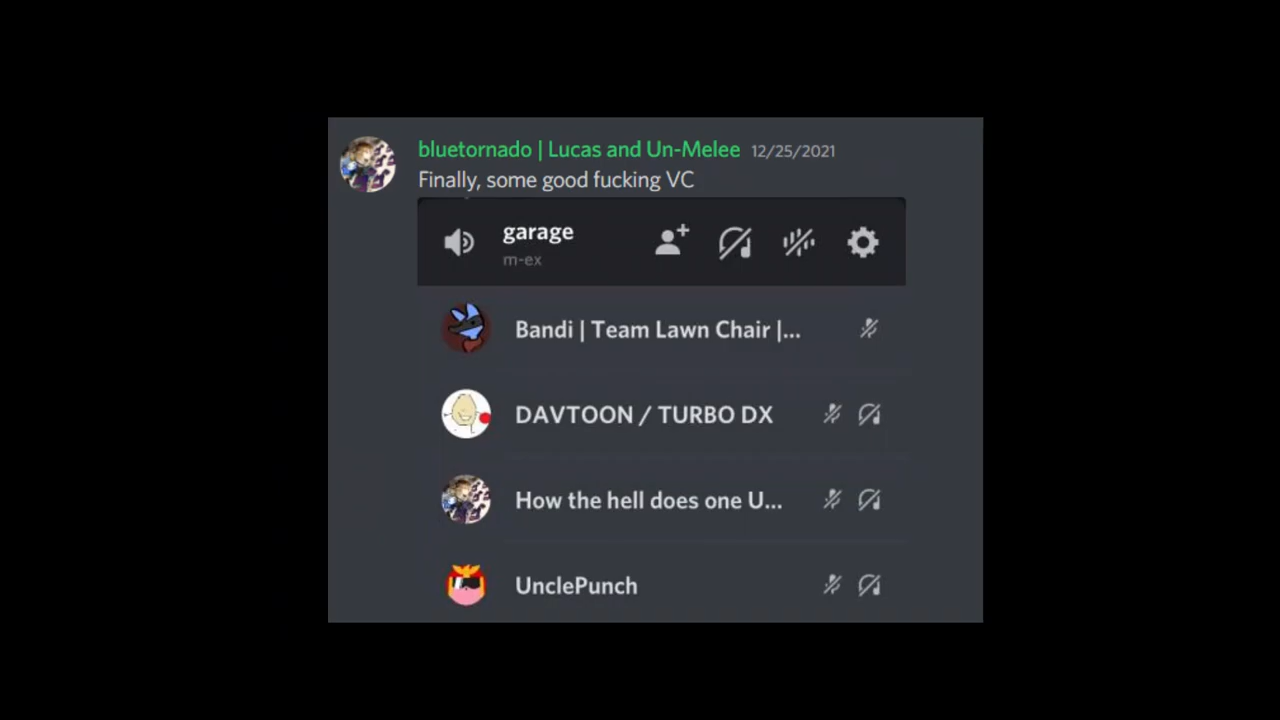 bluetornado | Lucas and Un-Melee 12/25/2021
Finally, some good fucking VC
garage
m-ex
Bandi | Team Lawn Chair |...
DAVTOON / TURBO DX
How the hell does one U...
UnclePunch